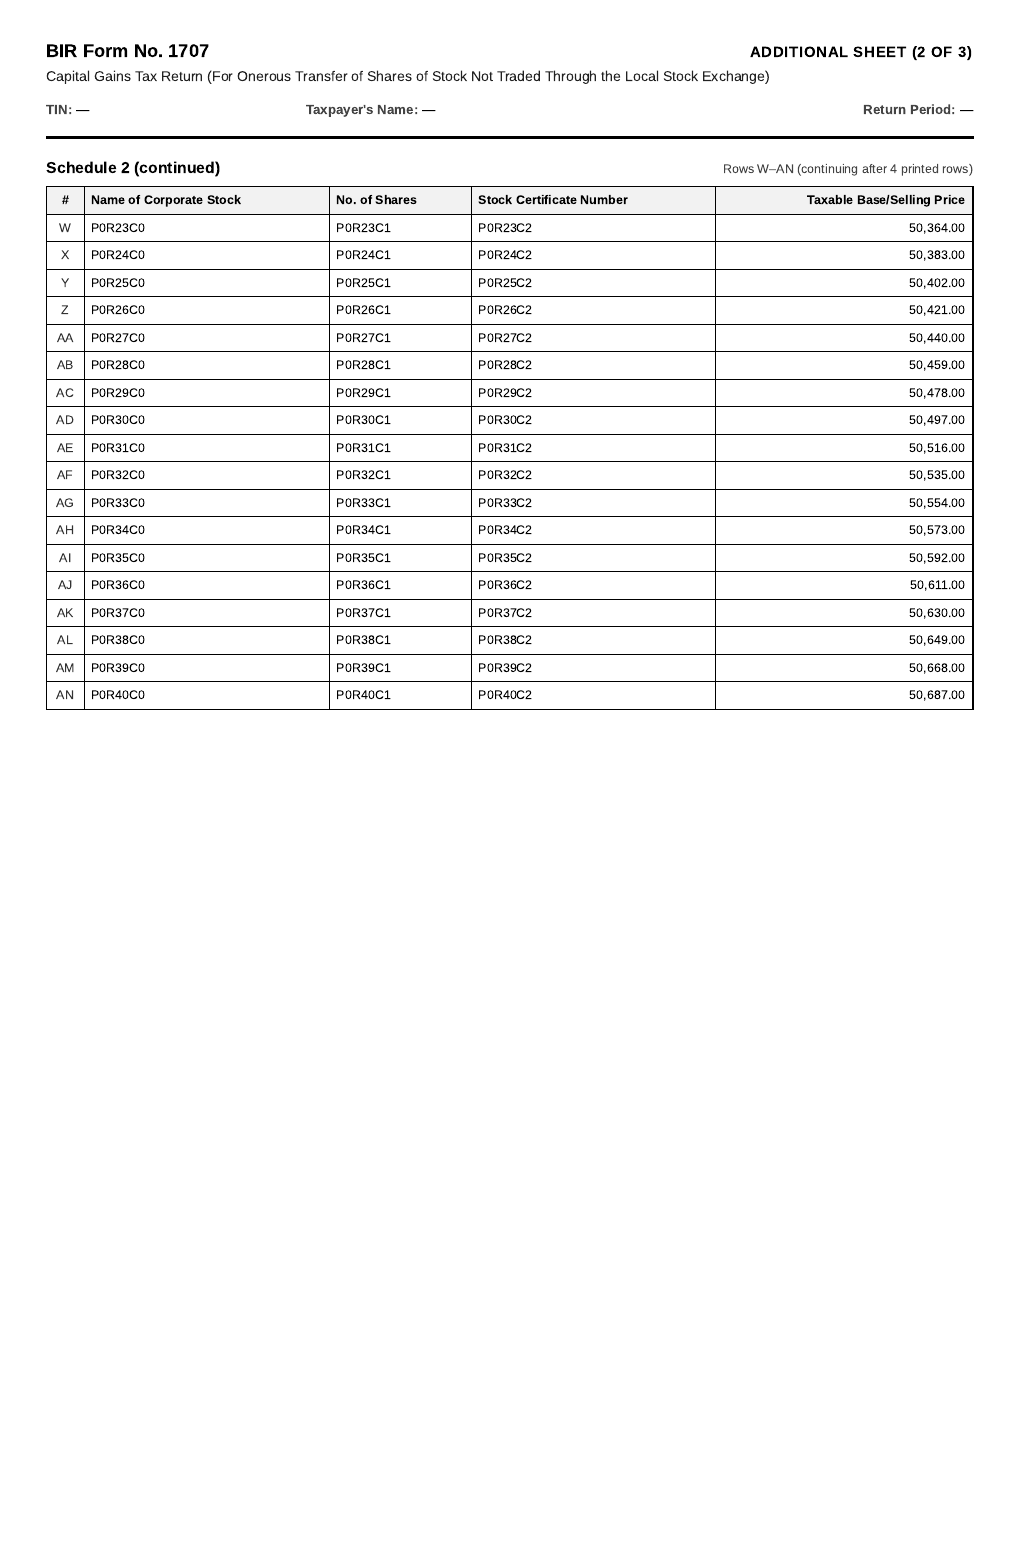 BIR Form No. 1707 ADDITIONAL SHEET (2 OF 3)
Capital Gains Tax Return (For Onerous Transfer of Shares of Stock Not Traded Through the Local Stock Exchange)
TIN: — Taxpayer's Name: — Return Period: —
Schedule 2 (continued) Rows W–AN (continuing after 4 printed rows)
# Name of Corporate Stock No. of Shares Stock Certificate Number Taxable Base/Selling Price
W P0R23C0 P0R23C1 P0R23C2 50,364.00
X P0R24C0 P0R24C1 P0R24C2 50,383.00
Y P0R25C0 P0R25C1 P0R25C2 50,402.00
Z P0R26C0 P0R26C1 P0R26C2 50,421.00
AA P0R27C0 P0R27C1 P0R27C2 50,440.00
AB P0R28C0 P0R28C1 P0R28C2 50,459.00
AC P0R29C0 P0R29C1 P0R29C2 50,478.00
AD P0R30C0 P0R30C1 P0R30C2 50,497.00
AE P0R31C0 P0R31C1 P0R31C2 50,516.00
AF P0R32C0 P0R32C1 P0R32C2 50,535.00
AG P0R33C0 P0R33C1 P0R33C2 50,554.00
AH P0R34C0 P0R34C1 P0R34C2 50,573.00
AI P0R35C0 P0R35C1 P0R35C2 50,592.00
AJ P0R36C0 P0R36C1 P0R36C2 50,611.00
AK P0R37C0 P0R37C1 P0R37C2 50,630.00
AL P0R38C0 P0R38C1 P0R38C2 50,649.00
AM P0R39C0 P0R39C1 P0R39C2 50,668.00
AN P0R40C0 P0R40C1 P0R40C2 50,687.00